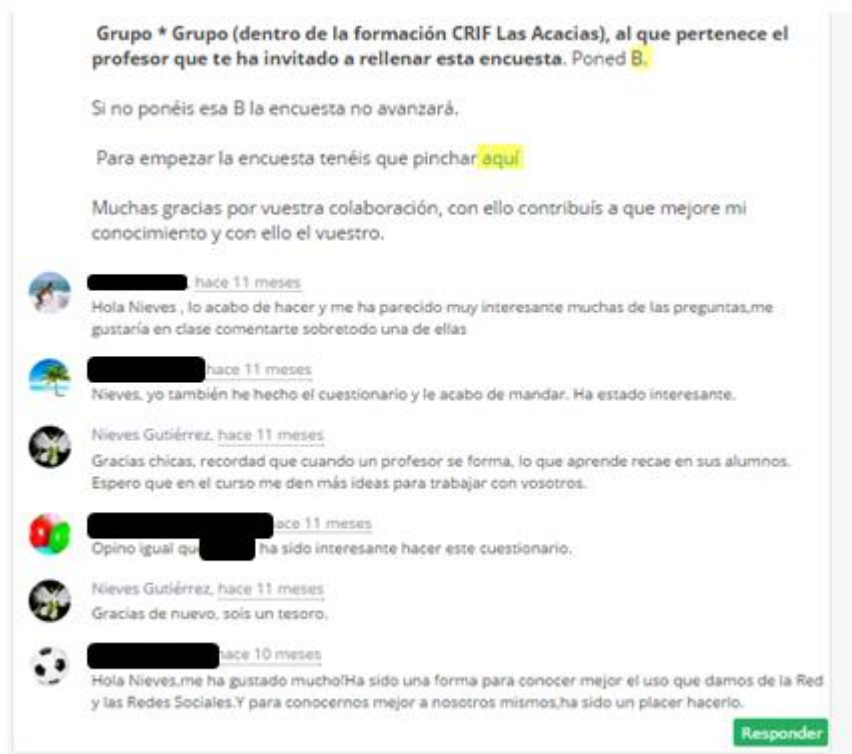 Grupo * Grupo (dentro de la formación CRIF Las Acacias), al que pertenece el
profesor que te ha invitado a rellenar esta encuesta. Poned B.
Si no ponéis esa B la encuesta no avanzará.
Para empezar la encuesta tenéis que pinchar aquí
Muchas gracias por vuestra colaboración, con ello contribuís a que mejore mi
conocimiento y con ello el vuestro.
, hace 11 meses
Hola Nieves , lo acabo de hacer y me ha parecido muy interesante muchas de las preguntas,me
gustaría en clase comentarte sobretodo una de ellas
hace 11 meses
Nieves, yo también he hecho el cuestionario y le acabo de mandar. Ha estado interesante.
Nieves Gutiérrez, hace 11 meses
Gracias chicas, recordad que cuando un profesor se forma, lo que aprende recae en sus alumnos.
Espero que en el curso me den más ideas para trabajar con vosotros.
ace 11 meses
Opino igual qu ha sido interesante hacer este cuestionario.
Nieves Gutiérrez, hace 11 meses
Gracias de nuevo, sois un tesoro.
hace 10 meses
Hola Nieves,me ha gustado mucho!Ha sido una forma para conocer mejor el uso que damos de la Red
y las Redes Sociales.Y para conocernos mejor a nosotros mismos,ha sido un placer hacerlo.
Responder